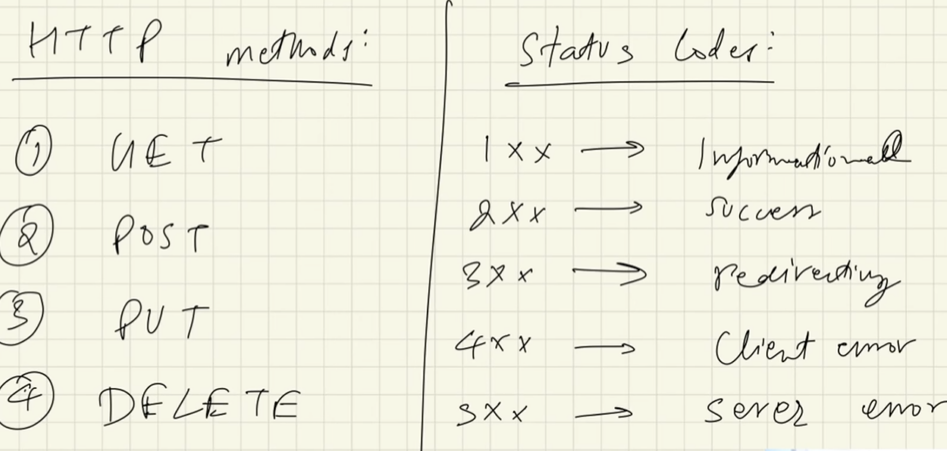 HTTP methods:
① GET
② POST
③ PUT
④ DELETE
Status Codes:
1xx → Informational
2xx → success
3xx → redirecting
4xx → Client error
5xx → Server error